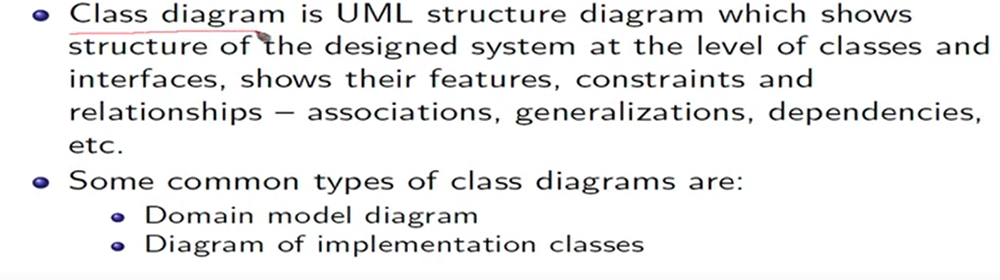 Class diagram is UML structure diagram which shows
structure of the designed system at the level of classes and
interfaces, shows their features, constraints and
relationships – associations, generalizations, dependencies,
etc.
Some common types of class diagrams are:
Domain model diagram
Diagram of implementation classes